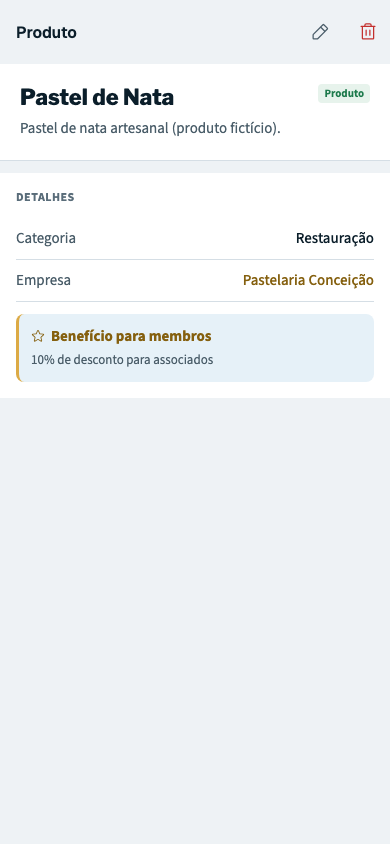 Produto
Pastel de Nata
Produto
Pastel de nata artesanal (produto fictício).
DETALHES
Categoria Restauração
Empresa Pastelaria Conceição
Benefício para membros
10% de desconto para associados